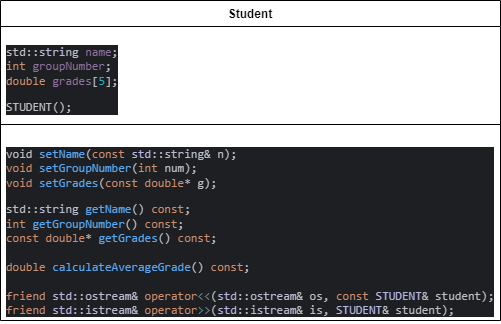 Student
std::string name;
int groupNumber;
double grades[5];
STUDENT();
void setName(const std::string& n);
void setGroupNumber(int num);
void setGrades(const double* g);
std::string getName() const;
int getGroupNumber() const;
const double* getGrades() const;
double calculateAverageGrade() const;
friend std::ostream& operator<<(std::ostream& os, const STUDENT& student);
friend std::istream& operator>>(std::istream& is, STUDENT& student);